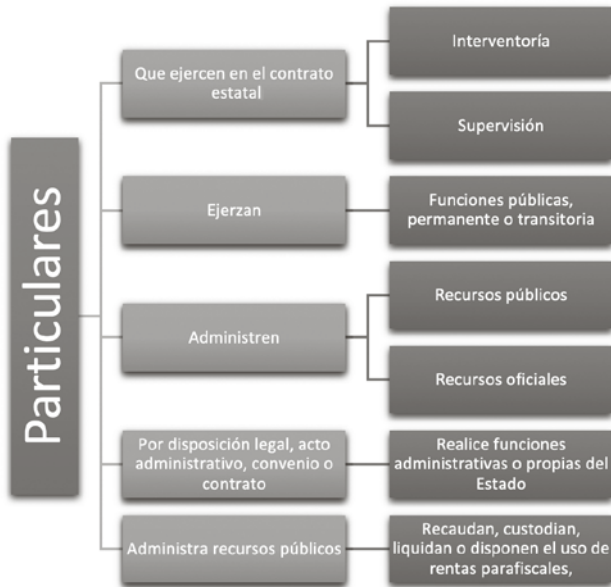 Particulares
Que ejercen en el contrato
estatal
Interventoría
Supervisión
Ejerzan
Funciones públicas,
permanente o transitoria
Administren
Recursos públicos
Recursos oficiales
Por disposición legal, acto
administrativo, convenio o
contrato
Realice funciones
administrativas o propias del
Estado
Administra recursos públicos
Recaudan, custodian,
liquidan o disponen el uso de
rentas parafiscales,